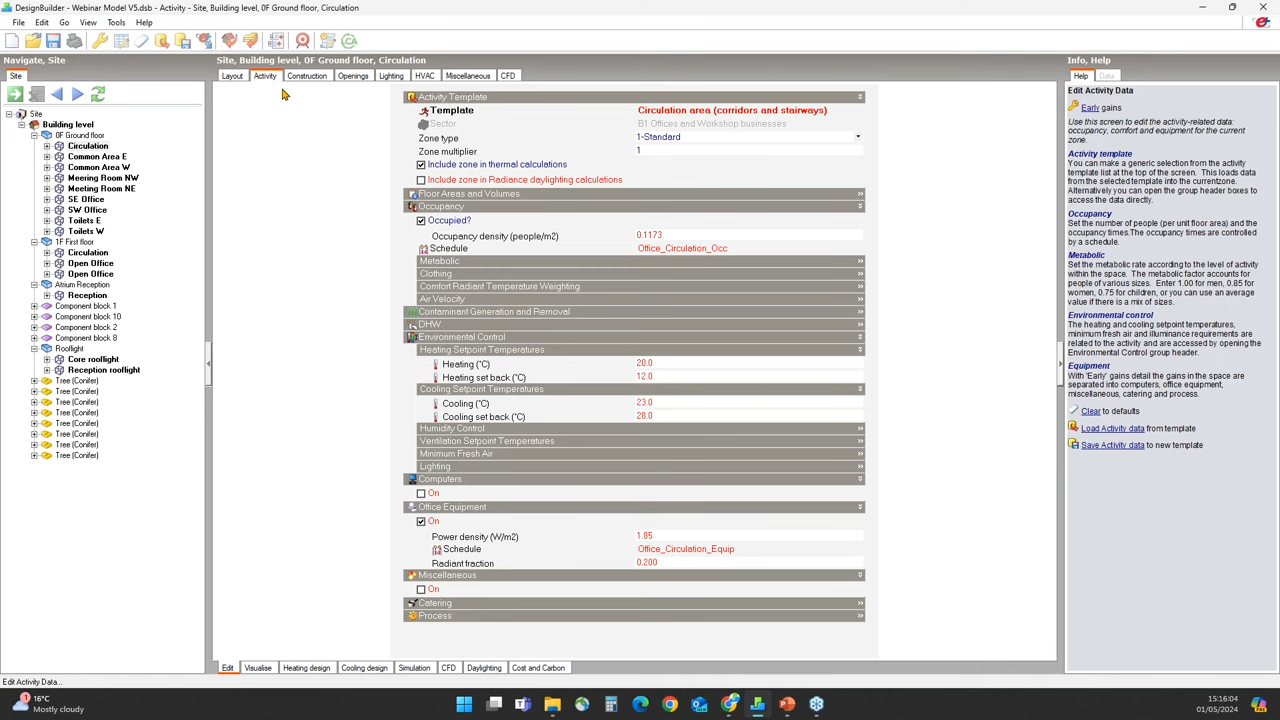 DesignBuilder - Webinar Model V5.dsb - Activity - Site, Building level, 0F Ground floor, Circulation
File Edit Go View Tools Help
Navigate, Site
Site
Site
Building level
0F Ground floor
Circulation
Common Area E
Common Area W
Meering Room NW
Meeting Room NE
SE Office
SW Office
Toilets E
Toilets W
1F First floor
Circulation
Open Office
Open Office
Atrium Reception
Reception
Component block 1
Component block 10
Component block 2
Component block 8
Rooflight
Core rooflight
Reception rooflight
Tree (Conifer)
Tree (Conifer)
Tree (Conifer)
Tree (Conifer)
Tree (Conifer)
Tree (Conifer)
Tree (Conifer)
Tree (Conifer)
Site, Building level, 0F Ground floor, Circulation
Layout Activity Construction Openings Lighting HVAC Miscellaneous CFD
Activity Template
Template Circulation area (corridors and stairways)
Sector B1 Offices and Workshop businesses
Zone type 1-Standard
Zone multiplier 1
Include zone in thermal calculations
Include zone in Radiance daylighting calculations
Floor Areas and Volumes
Occupancy
Occupied?
Occupancy density (people/m2) 0.1173
Schedule Office_Circulation_Occ
Metabolic
Clothing
Comfort Radiant Temperature Weighting
Air Velocity
Contaminant Generation and Removal
DHW
Environmental Control
Heating Setpoint Temperatures
Heating (°C) 20.0
Heating set back (°C) 12.0
Cooling Setpoint Temperatures
Cooling (°C) 23.0
Cooling set back (°C) 28.0
Humidity Control
Ventilation Setpoint Temperatures
Minimum Fresh Air
Lighting
Computers
On
Office Equipment
On
Power density (W/m2) 1.85
Schedule Office_Circulation_Equip
Radiant fraction 0.200
Miscellaneous
On
Catering
Process
Edit Visualise Heating design Cooling design Simulation CFD Daylighting Cost and Carbon
Info, Help
Help Data
Edit Activity Data
Early gains
Use this screen to edit the activity-related data:
occupancy, comfort and equipment for the current
zone.
Activity template
You can make a generic selection from the activity
template list at the top of the screen. This loads data
from the selected template into the currentzone.
Alternatively you can open the group header boxes to
access the data directly.
Occupancy
Set the number of people (per unit floor area) and the
occupancy times.The occupancy times are controlled
by a schedule.
Metabolic
Set the metabolic rate according to the level of activity
within the space. The metabolic factor accounts for
people of various sizes. Enter 1.00 for men, 0.85 for
women, 0.75 for children, or you can use an average
value if there is a mix of sizes.
Environmental control
The heating and cooling setpoint temperatures,
minimum fresh air and illuminance requirements are
related to the activity and are accessed by opening the
Environmental Control group header.
Equipment
With 'Early' gains detail the gains in the space are
separated into computers, office equipment,
miscellaneous, catering and process.
Clear to defaults
Load Activity data from template
Save Activity data to new template
Edit Activity Data...
1
16°C
Mostly cloudy
15:16:04
01/05/2024